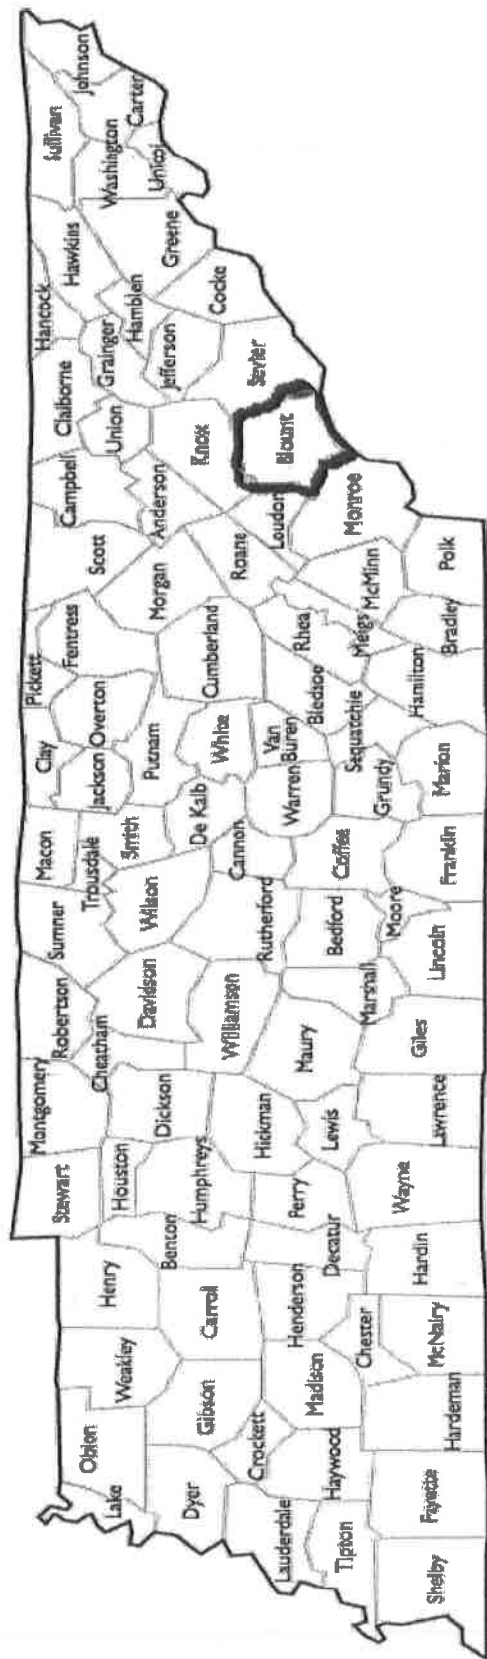 Johnson
Sullivan
Carter
Washington
Unicoi
Hawkins
Greene
Hancock
Hamblen
Cocke
Grainger
Jefferson
Claiborne
Union
Sevier
Knox
Blount
Campbell
Anderson
Loudon
Monroe
Scott
Roane
Morgan
McMinn
Polk
Pickett
Fentress
Cumberland
Rhea
Meigs
Bradley
Clay
Overton
Putnam
White
Van
Buren
Bledsoe
Sequatchie
Hamilton
Jackson
De Kalb
Warren
Grundy
Marion
Macon
Smith
Trousdale
Cannon
Coffee
Franklin
Sumner
Wilson
Rutherford
Bedford
Moore
Lincoln
Robertson
Davidson
Cheatham
Williamson
Marshall
Giles
Montgomery
Dickson
Maury
Hickman
Lewis
Lawrence
Stewart
Houston
Humphreys
Perry
Wayne
Benton
Decatur
Hardin
Henry
Carroll
Henderson
Chester
McNairy
Weakley
Gibson
Madison
Hardeman
Obion
Crockett
Haywood
Lake
Dyer
Lauderdale
Tipton
Fayette
Shelby